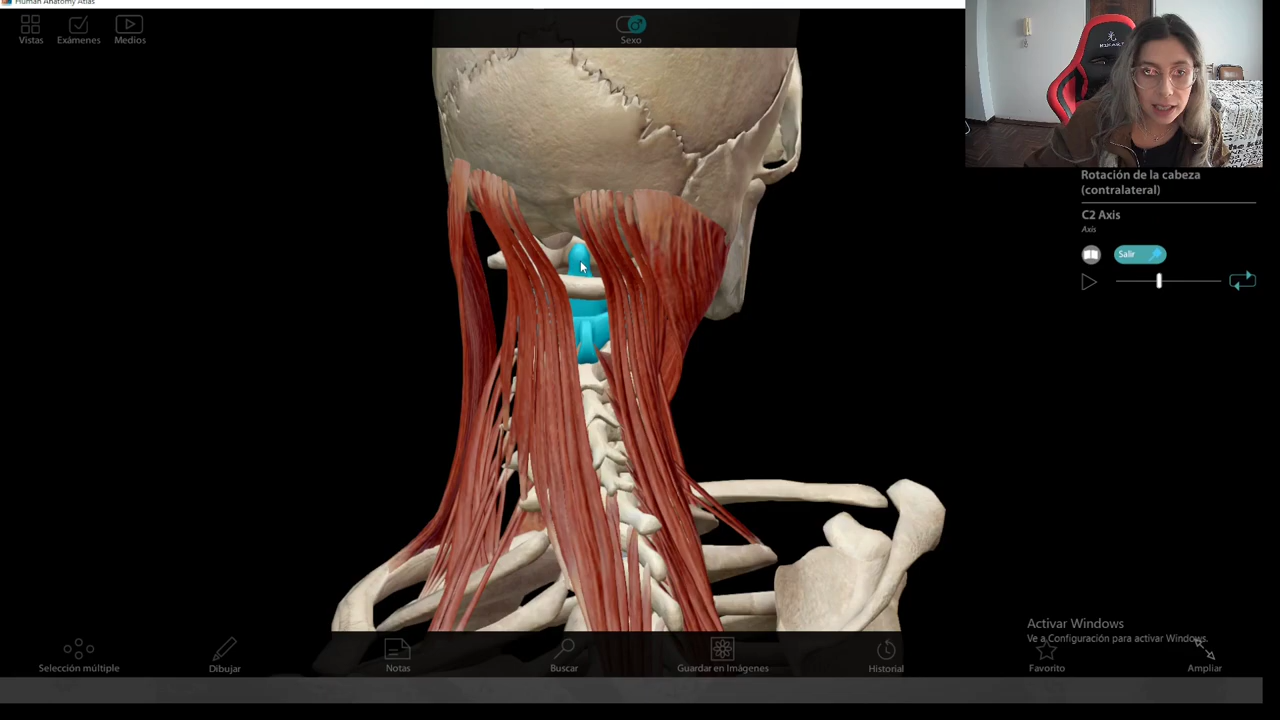 Human Anatomy Atlas
Vistas
Exámenes
Medios
Sexo
Rotación de la cabeza
(contralateral)
C2 Axis
Axis
Salir
Activar Windows
Ve a Configuración para activar Windows.
Selección múltiple
Dibujar
Notas
Buscar
Guardar en Imágenes
Historial
Favorito
Ampliar